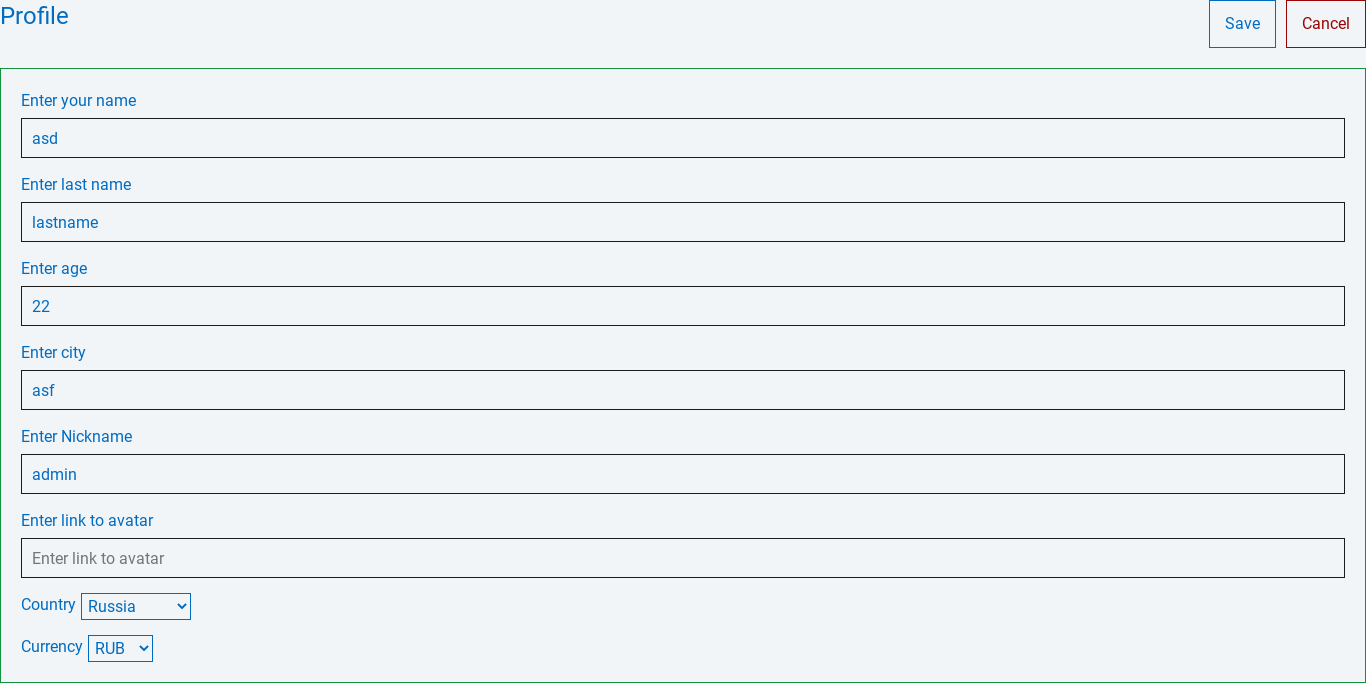 Profile
Save Cancel
Enter your name
asd
Enter last name
lastname
Enter age
22
Enter city
asf
Enter Nickname
admin
Enter link to avatar
Enter link to avatar
Country Russia
Currency RUB